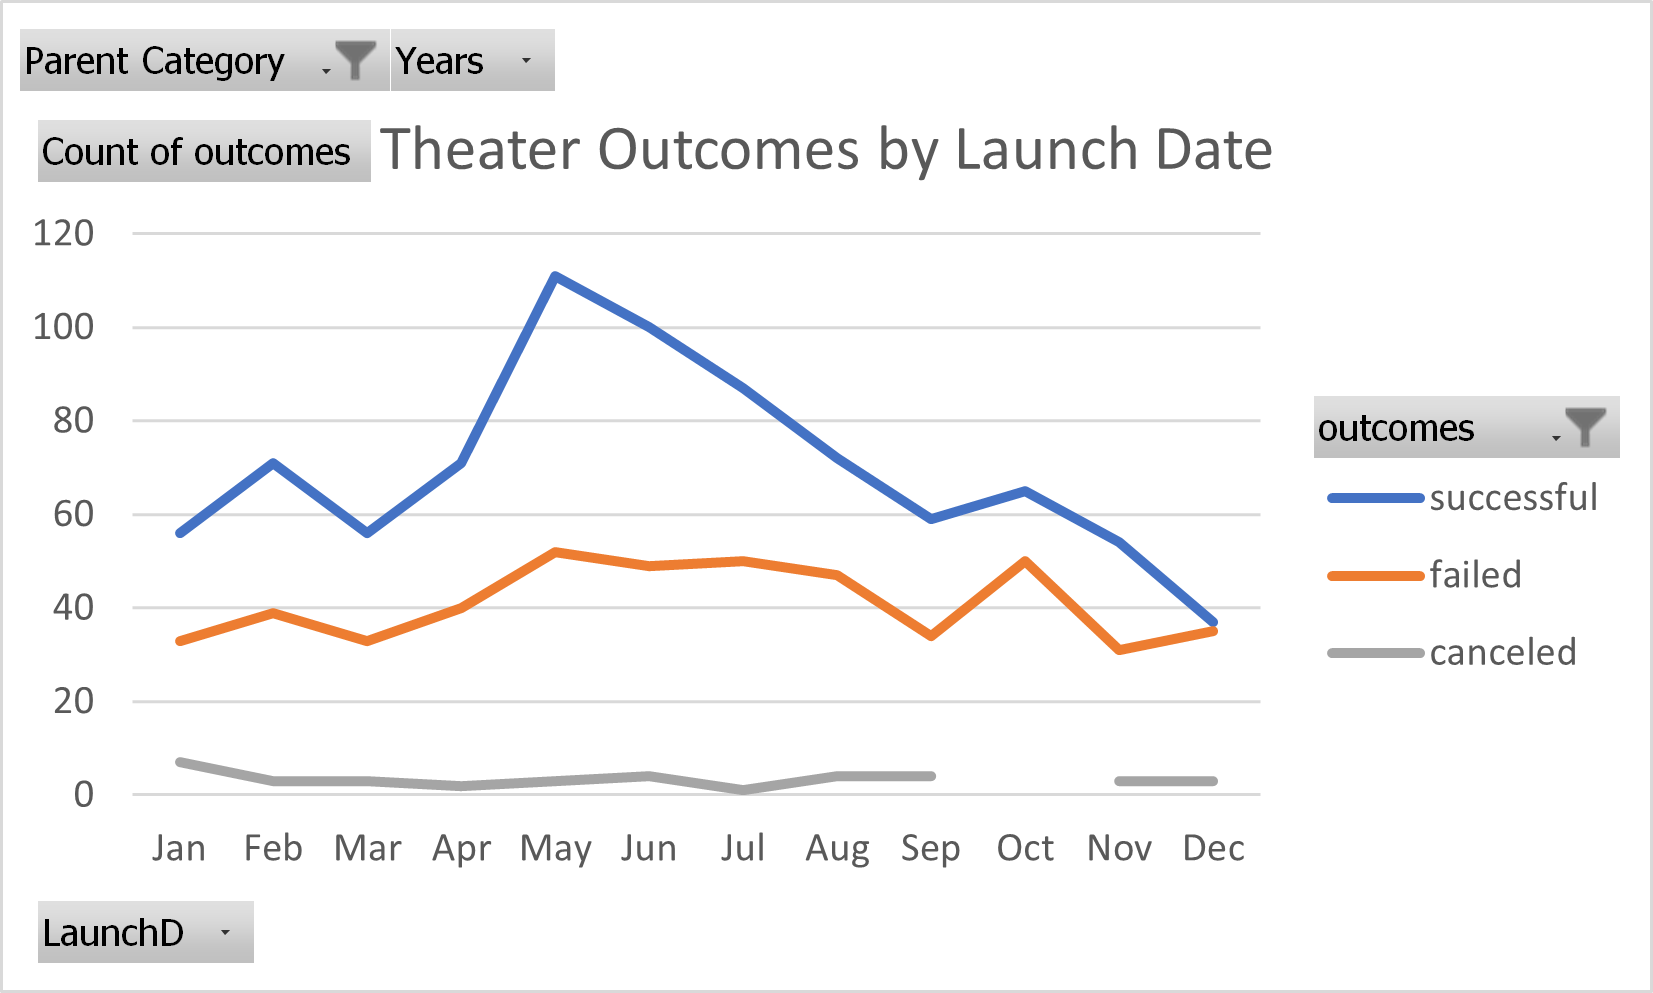 Parent Category Years
Count of outcomes Theater Outcomes by Launch Date
120
100
80
60
40
20
0
Jan Feb Mar Apr May Jun Jul Aug Sep Oct Nov Dec
outcomes
successful
failed
canceled
LaunchD